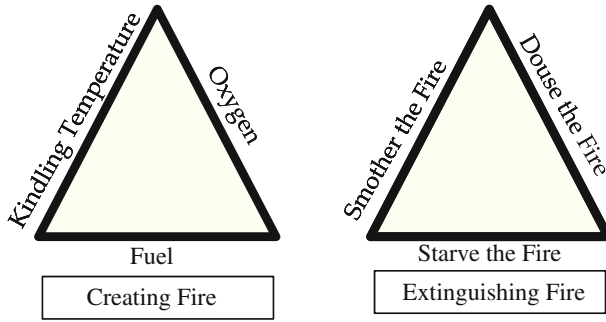 Kindling Temperature
Oxygen
Fuel
Creating Fire
Smother the Fire
Douse the Fire
Starve the Fire
Extinguishing Fire